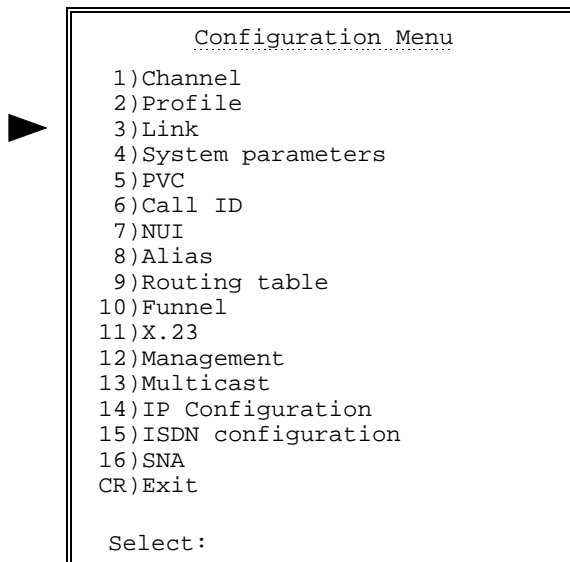 Configuration Menu
1)Channel
2)Profile
3)Link
4)System parameters
5)PVC
6)Call ID
7)NUI
8)Alias
9)Routing table
10)Funnel
11)X.23
12)Management
13)Multicast
14)IP Configuration
15)ISDN configuration
16)SNA
CR)Exit
Select: